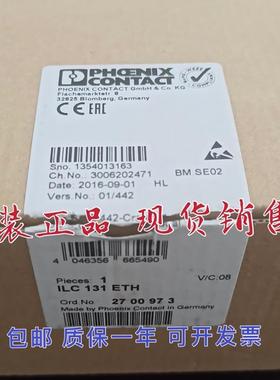 PHŒNIX
CONTACT
PHOENIX CONTACT GmbH & Co. KG
Flachsmarktstr. 8
32825 Blomberg, Germany
CE EAC
Sno. 1354013163
Ch.No.: 3006202471
BM SE02
Date: 2016-09-01 HL
Vers.No.: 01/442
装正品 现货实
4 046356 665490
Pieces: 1
V/C:08
ILC 131 ETH
Ord.No. 27 00 97 3
Made by Phoenix Contact in Germany
包邮 质保一年 可开发票